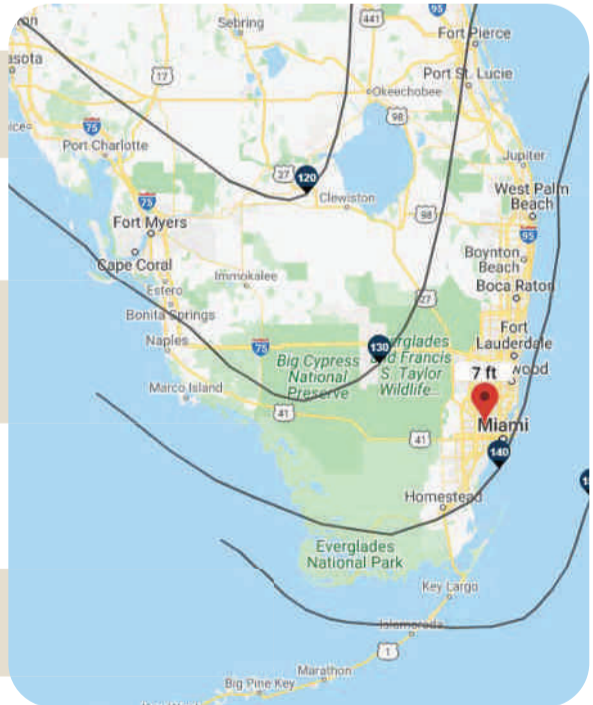 441
95
Sebring
Fort Pierce
asota
17
Port St. Lucie
Okeechobee
98
75
Port Charlotte
Jupiter
27
120
75
Clewiston
West Palm
Beach
98
Fort Myers
95
Cape Coral
Boynton
Beach
Immokalee
Boca Raton
Estero
27
Bonita Springs
Fort
Lauderdale
Naples
75
130
Big Cypress
National
Preserve
erglades
and Francis
S. Taylor
Wildlife...
7 ft
wood
Marco Island
41
Miami
41
140
Homestead
Everglades
National Park
Key Largo
Islamorada
1
Marathon
Big Pine Key